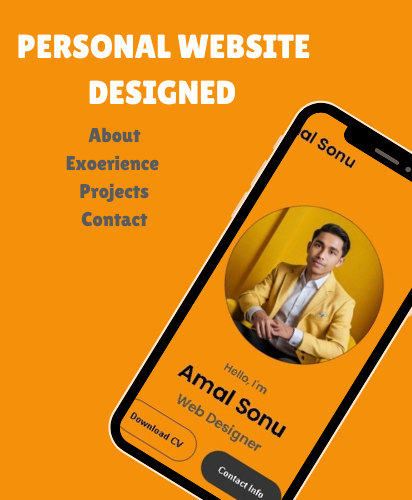 PERSONAL WEBSITE
DESIGNED
About
Exoerience
Projects
Contact
al Sonu
Hello, i'm
Amal Sonu
Web Designer
Download CV
Contact Info